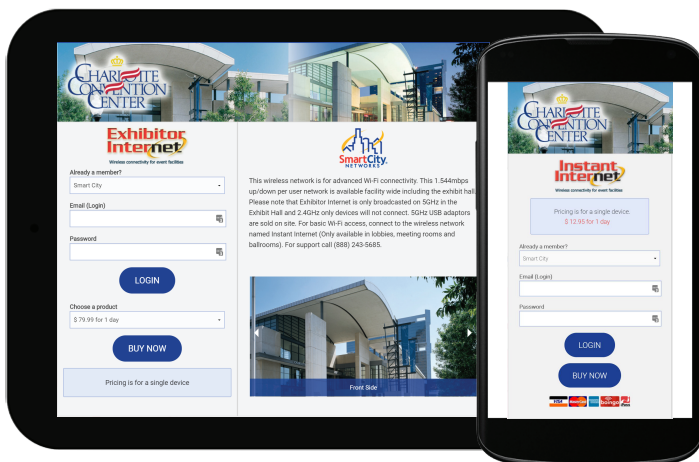 CHARLOTTE
CONVENTION
CENTER
Exhibitor
Internet
Wireless connectivity for event facilities
Already a member?
Smart City
Email (Login)
Password
LOGIN
Choose a product
$ 79.99 for 1 day
BUY NOW
Pricing is for a single device
SmartCity.
NETWORKS
This wireless network is for advanced Wi-Fi connectivity. This 1.544mbps
up/down per user network is available facility wide including the exhibit hall.
Please note that Exhibitor Internet is only broadcasted on 5GHz in the
Exhibit Hall and 2.4GHz only devices will not connect. 5GHz USB adaptors
are sold on site. For basic Wi-Fi access, connect to the wireless network
named Instant Internet (Only available in lobbies, meeting rooms and
ballrooms). For support call (888) 243-5685.
Front Side
CHARLOTTE
CONVENTION
CENTER
Instant
Internet
Wireless connectivity for event facilities
Pricing is for a single device.
$ 12.95 for 1 day
Already a member?
Smart City
Email (Login)
Password
LOGIN
BUY NOW
VISA
boingo